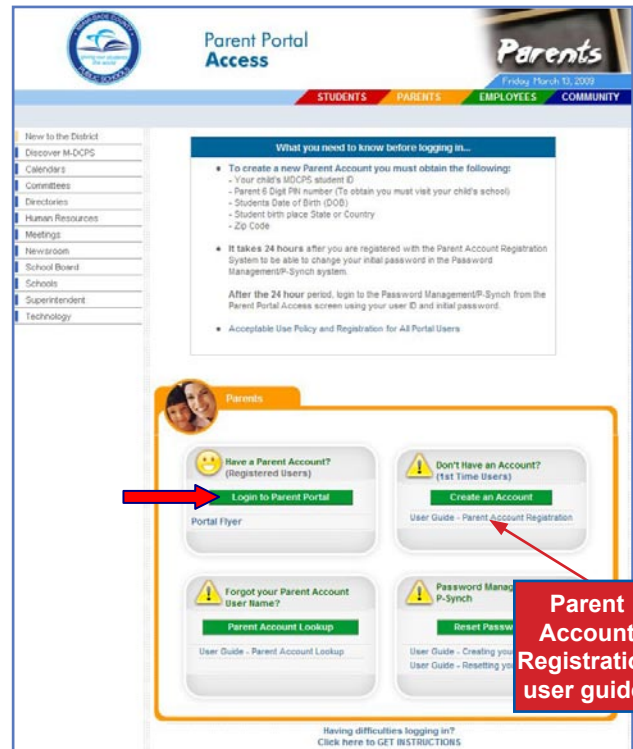 Parent Portal
Access
Parents
Friday March 13, 2009
STUDENTS PARENTS EMPLOYEES COMMUNITY
New to the District
Discover M-DCPS
Calendars
Committees
Directories
Human Resources
Meetings
Newsroom
School Board
Schools
Superintendent
Technology
What you need to know before logging in...
• To create a new Parent Account you must obtain the following:
- Your child's MDCPS student ID
- Parent 6 Digit PIN number (To obtain you must visit your child's school)
- Students Date of Birth (DOB)
- Student birth place State or Country
- Zip Code
• It takes 24 hours after you are registered with the Parent Account Registration
System to be able to change your initial password in the Password
Management/P-Synch system.
After the 24 hour period, login to the Password Management/P-Synch from the
Parent Portal Access screen using your user ID and initial password.
• Acceptable Use Policy and Registration for All Portal Users
Parents
Have a Parent Account?
(Registered Users)
Login to Parent Portal
Portal Flyer
Don't Have an Account?
(1st Time Users)
Create an Account
User Guide - Parent Account Registration
Forgot your Parent Account
User Name?
Parent Account Lookup
User Guide - Parent Account Lookup
Password Manag
P-Synch
Reset Passw
User Guide - Creating you
User Guide - Resetting yo
Parent
Account
Registratio
user guide
Having difficulties logging in?
Click here to GET INSTRUCTIONS